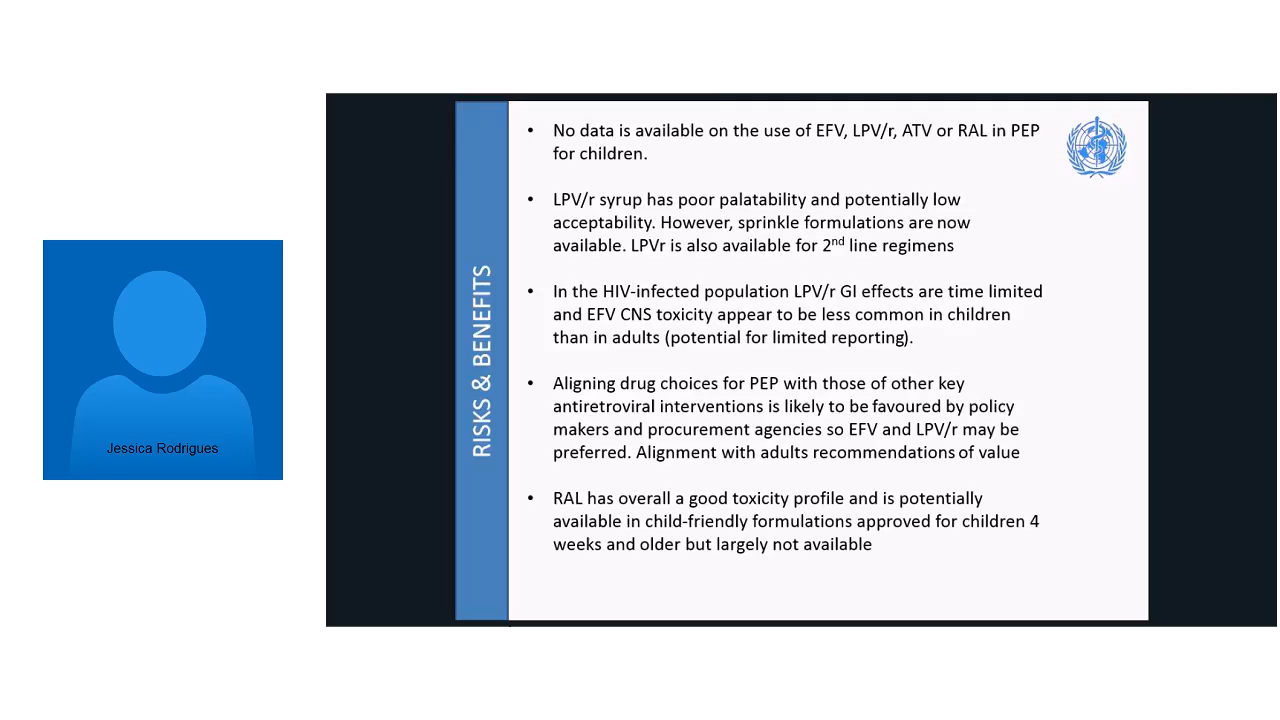 Jessica Rodrigues
RISKS & BENEFITS
• No data is available on the use of EFV, LPV/r, ATV or RAL in PEP
for children.
• LPV/r syrup has poor palatability and potentially low
acceptability. However, sprinkle formulations are now
available. LPVr is also available for 2nd line regimens
• In the HIV-infected population LPV/r GI effects are time limited
and EFV CNS toxicity appear to be less common in children
than in adults (potential for limited reporting).
• Aligning drug choices for PEP with those of other key
antiretroviral interventions is likely to be favoured by policy
makers and procurement agencies so EFV and LPV/r may be
preferred. Alignment with adults recommendations of value
• RAL has overall a good toxicity profile and is potentially
available in child-friendly formulations approved for children 4
weeks and older but largely not available